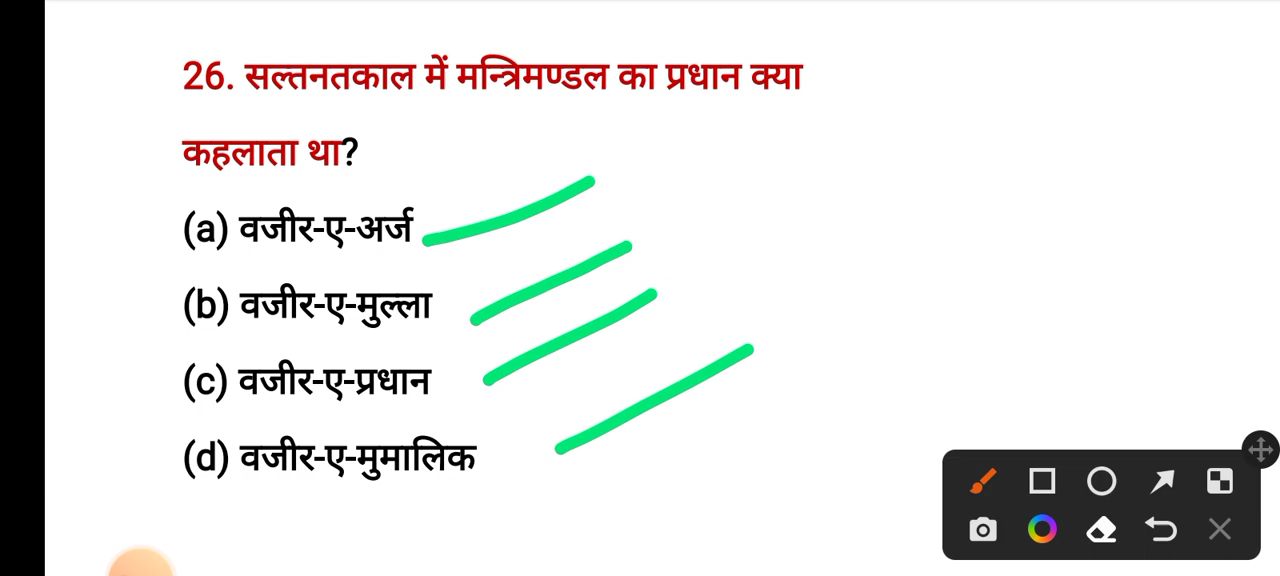 26. सल्तनतकाल में मन्त्रिमण्डल का प्रधान क्या
कहलाता था?
(a) वजीर-ए-अर्ज
(b) वजीर-ए-मुल्ला
(c) वजीर-ए-प्रधान
(d) वजीर-ए-मुमालिक